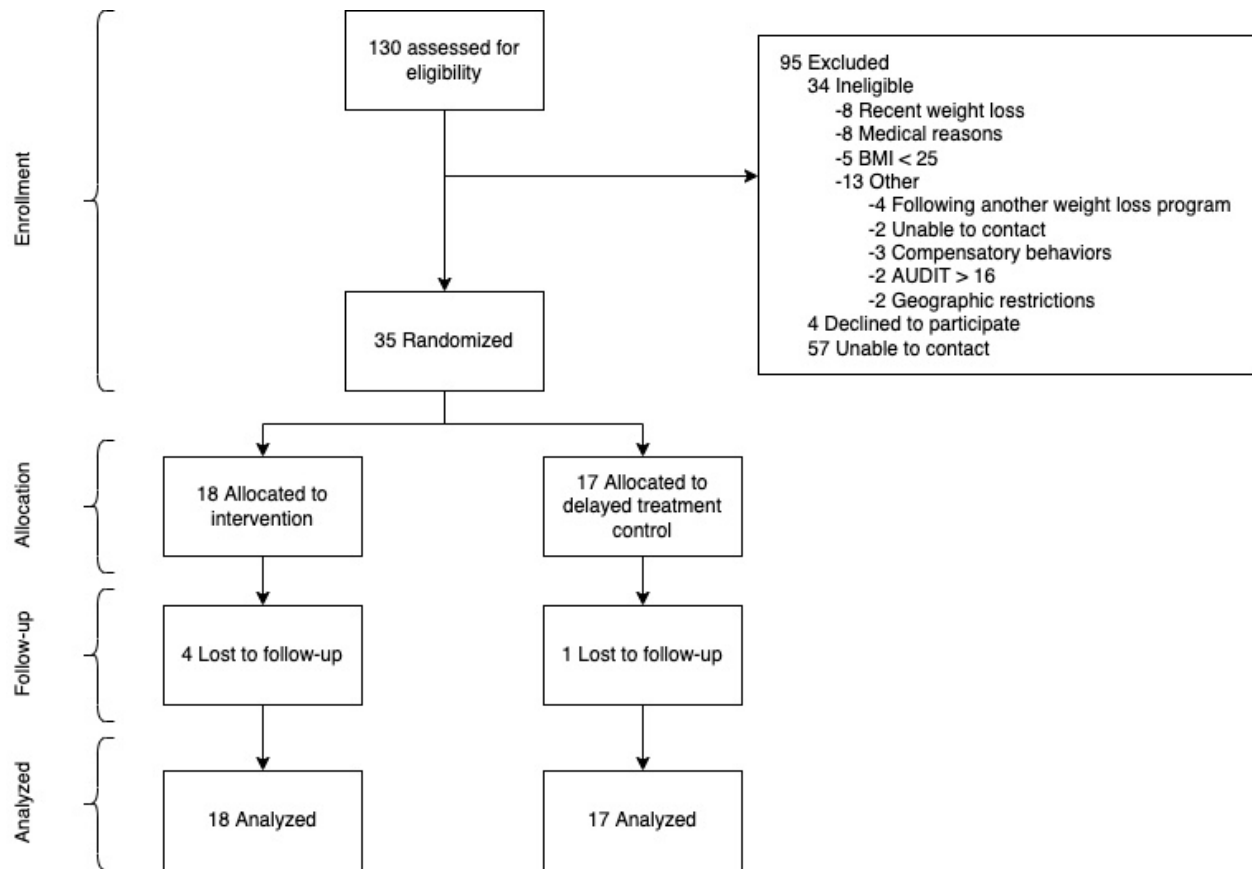 130 assessed for
eligibility
95 Excluded
34 Ineligible
-8 Recent weight loss
-8 Medical reasons
-5 BMI < 25
-13 Other
-4 Following another weight loss program
-2 Unable to contact
-3 Compensatory behaviors
-2 AUDIT > 16
-2 Geographic restrictions
4 Declined to participate
57 Unable to contact
Enrollment
35 Randomized
Allocation
18 Allocated to
intervention
17 Allocated to
delayed treatment
control
Follow-up
4 Lost to follow-up
1 Lost to follow-up
Analyzed
18 Analyzed
17 Analyzed